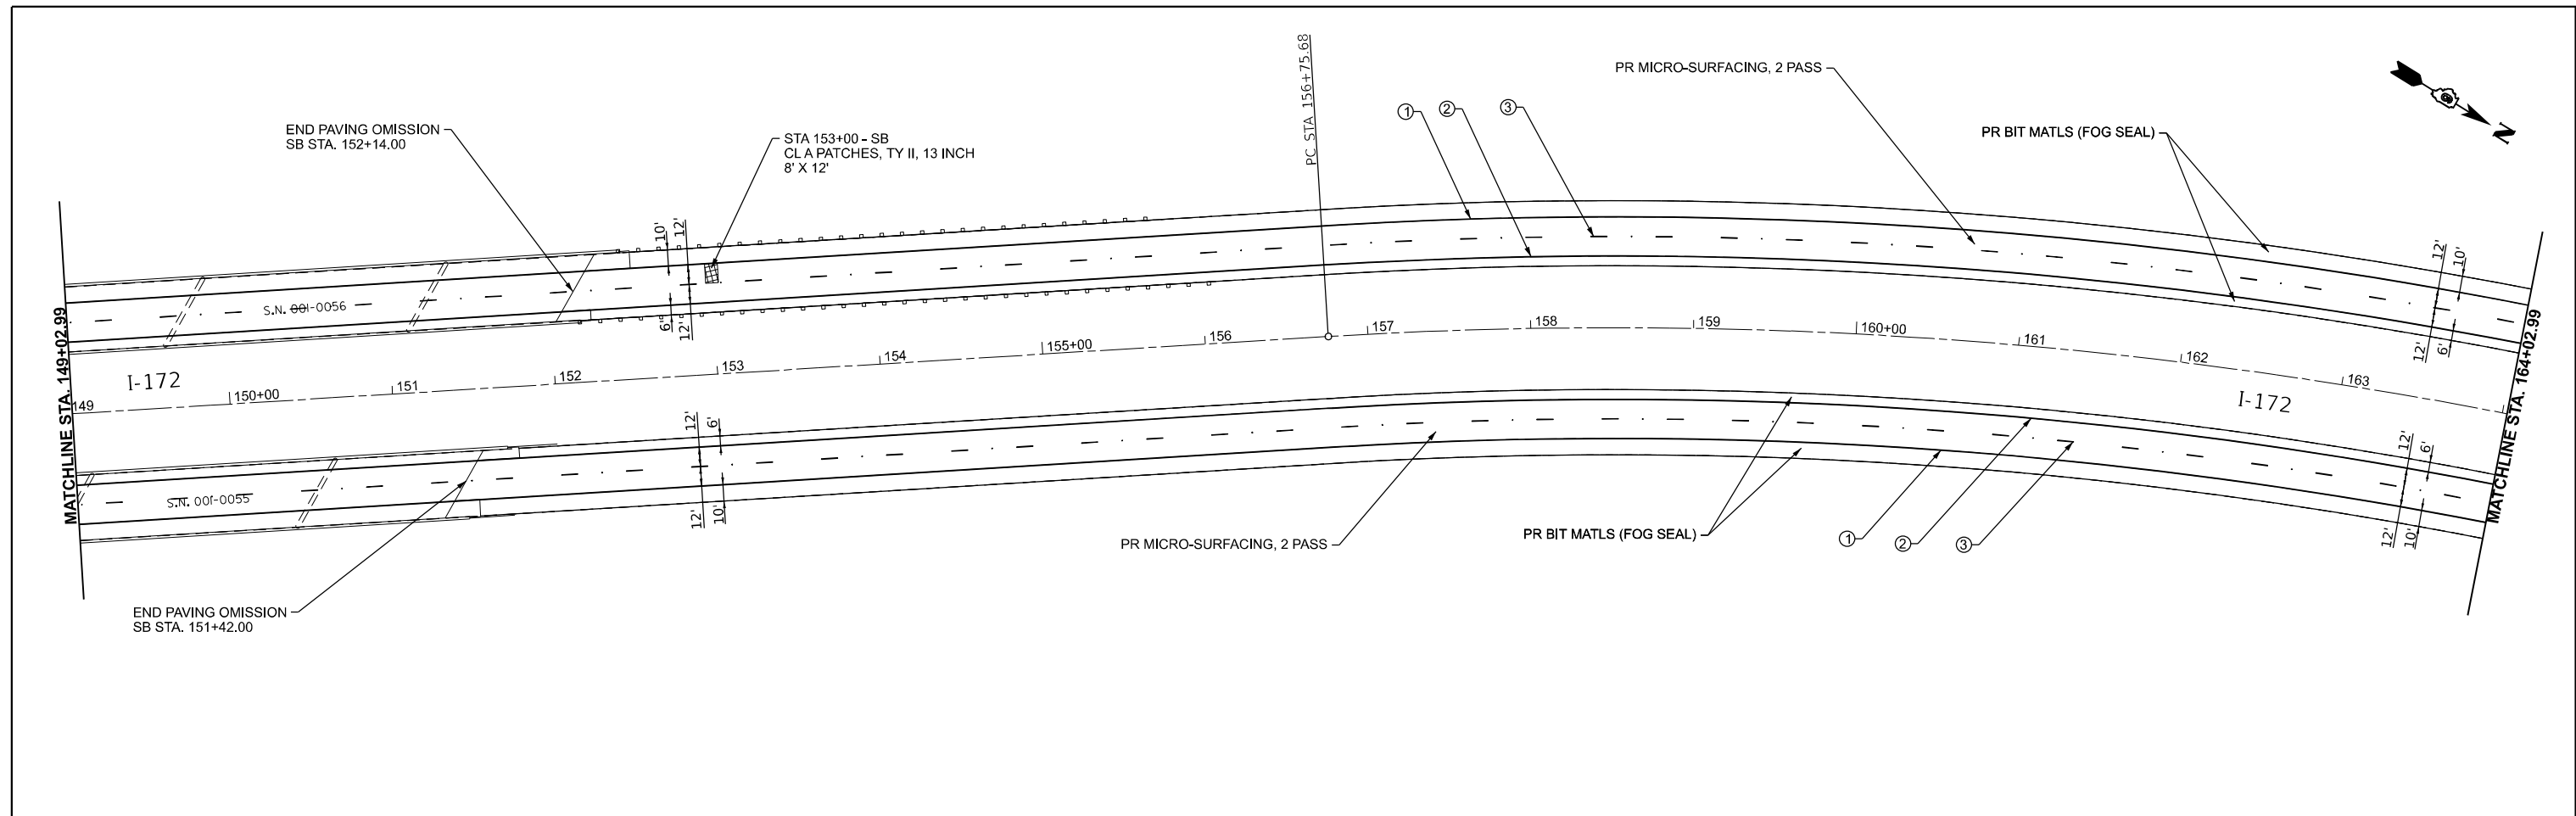 PC STA 156+75.68
PR MICRO-SURFACING, 2 PASS
N
END PAVING OMISSION
SB STA. 152+14.00
STA 153+00 - SB
CL A PATCHES, TY II, 13 INCH
8' X 12'
1
2
3
PR BIT MATLS (FOG SEAL)
10'
12'
6'
12'
12'
10'
12'
6'
S.N. 001-0056
MATCHLINE STA. 149+02.99
MATCHLINE STA. 164+02.99
I-172
149
150+00
151
152
153
154
155+00
156
157
158
159
160+00
161
162
163
I-172
12'
6'
12'
10'
12'
6'
12'
10'
S.N. 001-0055
PR MICRO-SURFACING, 2 PASS
PR BIT MATLS (FOG SEAL)
1
2
3
END PAVING OMISSION
SB STA. 151+42.00